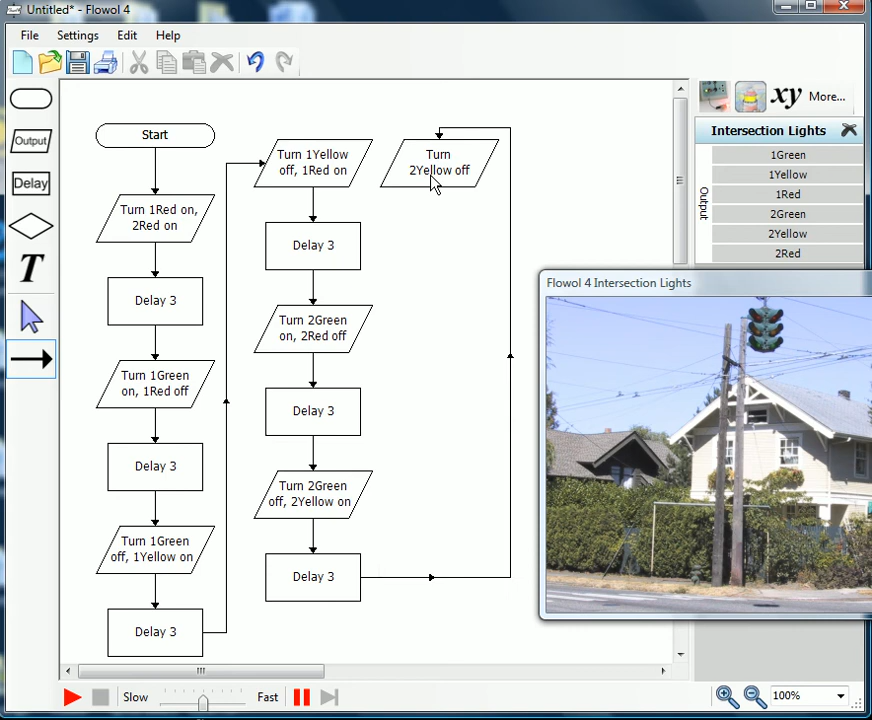 Untitled* - Flowol 4
File Settings Edit Help
xy More...
Output
Delay
T
Start
Turn 1Red on,
2Red on
Delay 3
Turn 1Green
on, 1Red off
Delay 3
Turn 1Green
off, 1Yellow on
Delay 3
Turn 1Yellow
off, 1Red on
Delay 3
Turn 2Green
on, 2Red off
Delay 3
Turn 2Green
off, 2Yellow on
Delay 3
Turn
2Yellow off
Intersection Lights
Output
1Green
1Yellow
1Red
2Green
2Yellow
2Red
Flowol 4 Intersection Lights
Slow Fast
100%